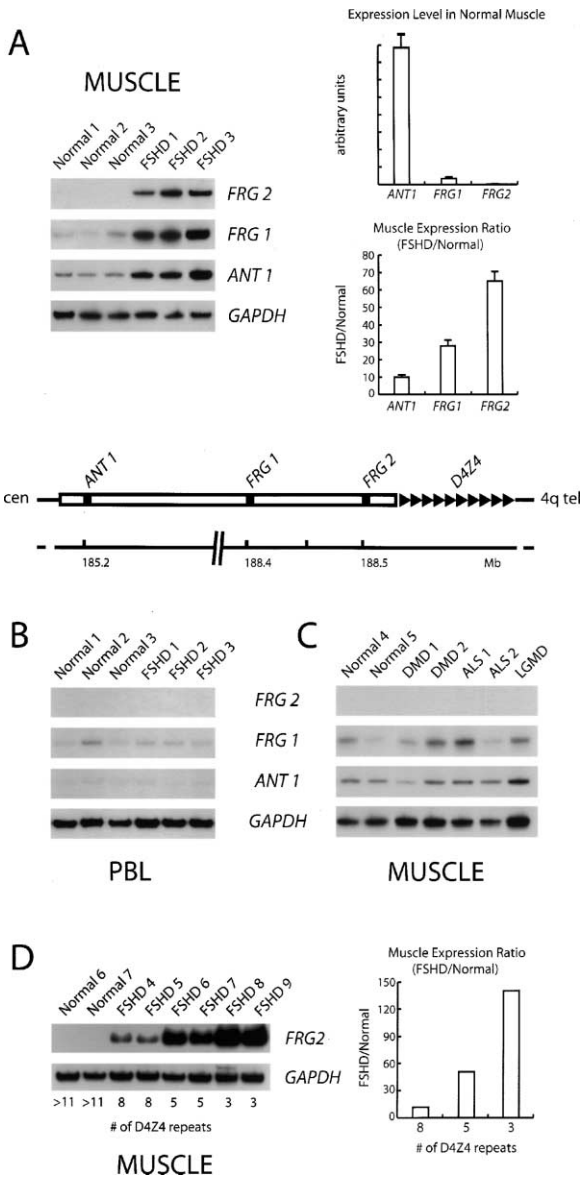 A
MUSCLE
Normal 1
Normal 2
Normal 3
FSHD 1
FSHD 2
FSHD 3
FRG 2
FRG 1
ANT 1
GAPDH
Expression Level in Normal Muscle
arbitrary units
ANT1 FRG1 FRG2
Muscle Expression Ratio
(FSHD/Normal)
FSHD/Normal
80
70
60
50
40
30
20
10
0
ANT1 FRG1 FRG2
ANT 1 FRG 1 FRG 2 D4Z4
cen 4q tel
185.2 188.4 188.5 Mb
B
Normal 1
Normal 2
Normal 3
FSHD 1
FSHD 2
FSHD 3
FRG 2
FRG 1
ANT 1
GAPDH
PBL
C
Normal 4
Normal 5
DMD 1
DMD 2
ALS 1
ALS 2
LGMD
MUSCLE
D
Normal 6
Normal 7
FSHD 4
FSHD 5
FSHD 6
FSHD 7
FSHD 8
FSHD 9
FRG2
GAPDH
>11 >11 8 8 5 5 3 3
# of D4Z4 repeats
MUSCLE
Muscle Expression Ratio
(FSHD/Normal)
FSHD/Normal
150
120
90
60
30
0
8 5 3
# of D4Z4 repeats